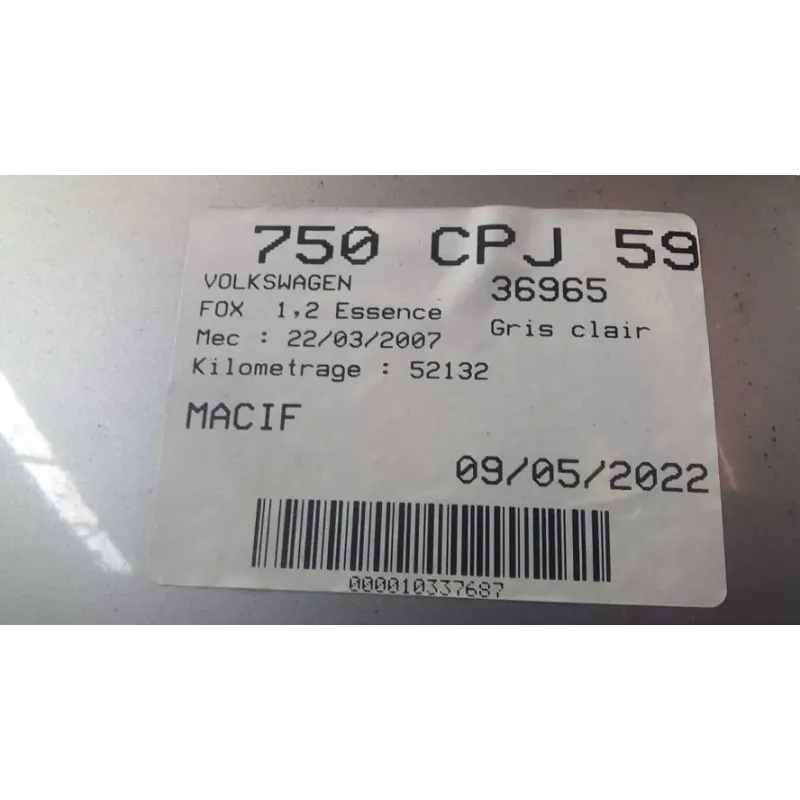 750 CPJ 59
VOLKSWAGEN 36965
FOX 1,2 Essence
Gris clair
Mec : 22/03/2007
Kilometrage : 52132
MACIF
09/05/2022
000010337687